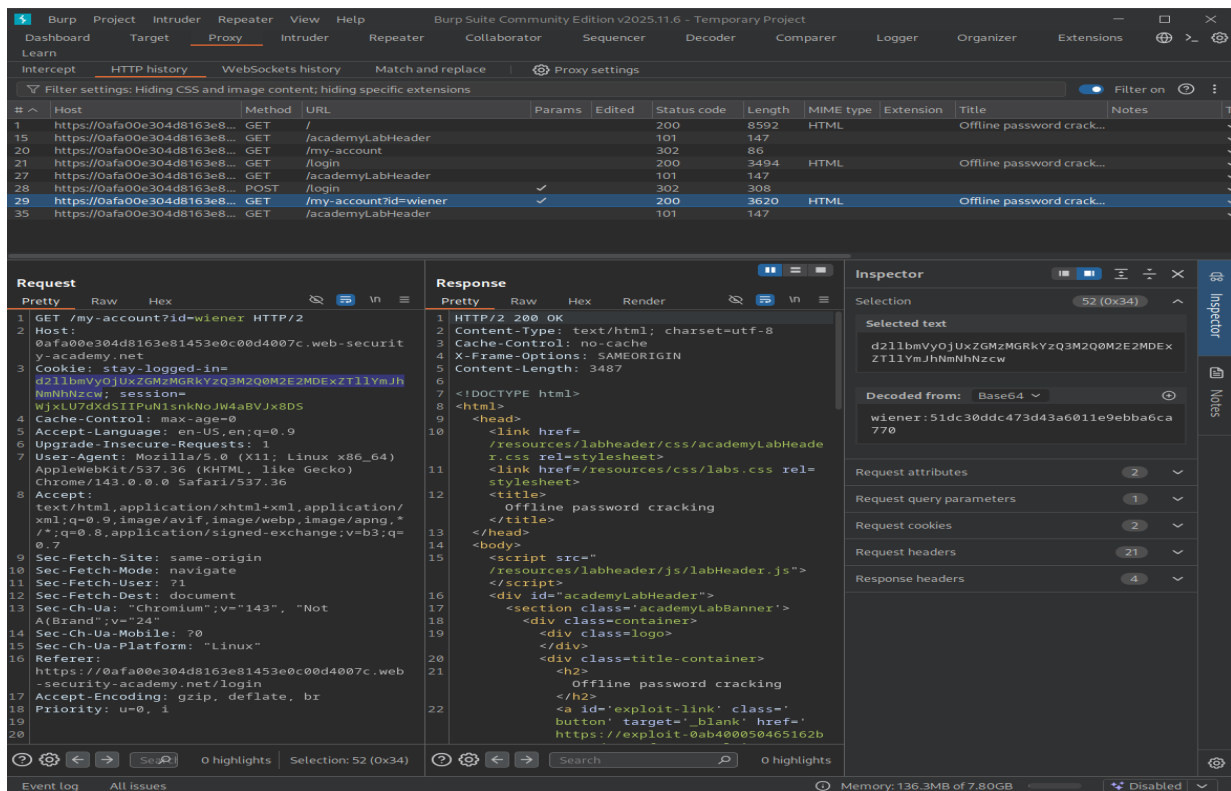 Burp Project Intruder Repeater View Help Burp Suite Community Edition v2025.11.6 - Temporary Project
Dashboard Target Proxy Intruder Repeater Collaborator Sequencer Decoder Comparer Logger Organizer Extensions
Learn
Intercept HTTP history WebSockets history Match and replace Proxy settings
Filter settings: Hiding CSS and image content; hiding specific extensions Filter on
# Host Method URL Params Edited Status code Length MIME type Extension Title Notes
1 https://0afa00e304d8163e8... GET / 200 8592 HTML Offline password crack...
15 https://0afa00e304d8163e8... GET /academyLabHeader 101 147
20 https://0afa00e304d8163e8... GET /my-account 302 86
21 https://0afa00e304d8163e8... GET /login 200 3494 HTML Offline password crack...
27 https://0afa00e304d8163e8... GET /academyLabHeader 101 147
28 https://0afa00e304d8163e8... POST /login ✓ 302 308
29 https://0afa00e304d8163e8... GET /my-account?id=wiener ✓ 200 3620 HTML Offline password crack...
35 https://0afa00e304d8163e8... GET /academyLabHeader 101 147
Request
Pretty Raw Hex \n
1 GET /my-account?id=wiener HTTP/2
2 Host:
0afa00e304d8163e81453e0c00d4007c.web-securit
y-academy.net
3 Cookie: stay-logged-in=
d2llbmVyOjUxZGMzMGRkYzQ3M2Q0M2E2MDExZTllYmJh
NmNhNzcw; session=
WjxLU7dXdSIIPuN1snkNoJW4aBVJx8DS
4 Cache-Control: max-age=0
5 Accept-Language: en-US,en;q=0.9
6 Upgrade-Insecure-Requests: 1
7 User-Agent: Mozilla/5.0 (X11; Linux x86_64)
AppleWebKit/537.36 (KHTML, like Gecko)
Chrome/143.0.0.0 Safari/537.36
8 Accept:
text/html,application/xhtml+xml,application/
xml;q=0.9,image/avif,image/webp,image/apng,*
/*;q=0.8,application/signed-exchange;v=b3;q=
0.7
9 Sec-Fetch-Site: same-origin
10 Sec-Fetch-Mode: navigate
11 Sec-Fetch-User: ?1
12 Sec-Fetch-Dest: document
13 Sec-Ch-Ua: "Chromium";v="143", "Not
A(Brand";v="24"
14 Sec-Ch-Ua-Mobile: ?0
15 Sec-Ch-Ua-Platform: "Linux"
16 Referer:
https://0afa00e304d8163e81453e0c00d4007c.web
-security-academy.net/login
17 Accept-Encoding: gzip, deflate, br
18 Priority: u=0, i
19
20
Search 0 highlights Selection: 52 (0x34)
Response
Pretty Raw Hex Render \n
1 HTTP/2 200 OK
2 Content-Type: text/html; charset=utf-8
3 Cache-Control: no-cache
4 X-Frame-Options: SAMEORIGIN
5 Content-Length: 3487
6
7 <!DOCTYPE html>
8 <html>
9 <head>
10 <link href=
/resources/labheader/css/academyLabHeade
r.css rel=stylesheet>
11 <link href=/resources/css/labs.css rel=
stylesheet>
12 <title>
Offline password cracking
</title>
13 </head>
14 <body>
15 <script src="
/resources/labheader/js/labHeader.js">
</script>
16 <div id="academyLabHeader">
17 <section class='academyLabBanner'>
18 <div class=container>
19 <div class=logo>
</div>
20 <div class=title-container>
21 <h2>
Offline password cracking
</h2>
22 <a id='exploit-link' class='
button' target='_blank' href='
https://exploit-0ab400050465162b
Search 0 highlights
Inspector
Selection 52 (0x34)
Selected text
d2llbmVyOjUxZGMzMGRkYzQ3M2Q0M2E2MDEx
ZTllYmJhNmNhNzcw
Decoded from: Base64
wiener:51dc30ddc473d43a6011e9ebba6ca
770
Request attributes 2
Request query parameters 1
Request cookies 2
Request headers 21
Response headers 4
Inspector
Notes
Event log All issues Memory: 136.3MB of 7.80GB Disabled